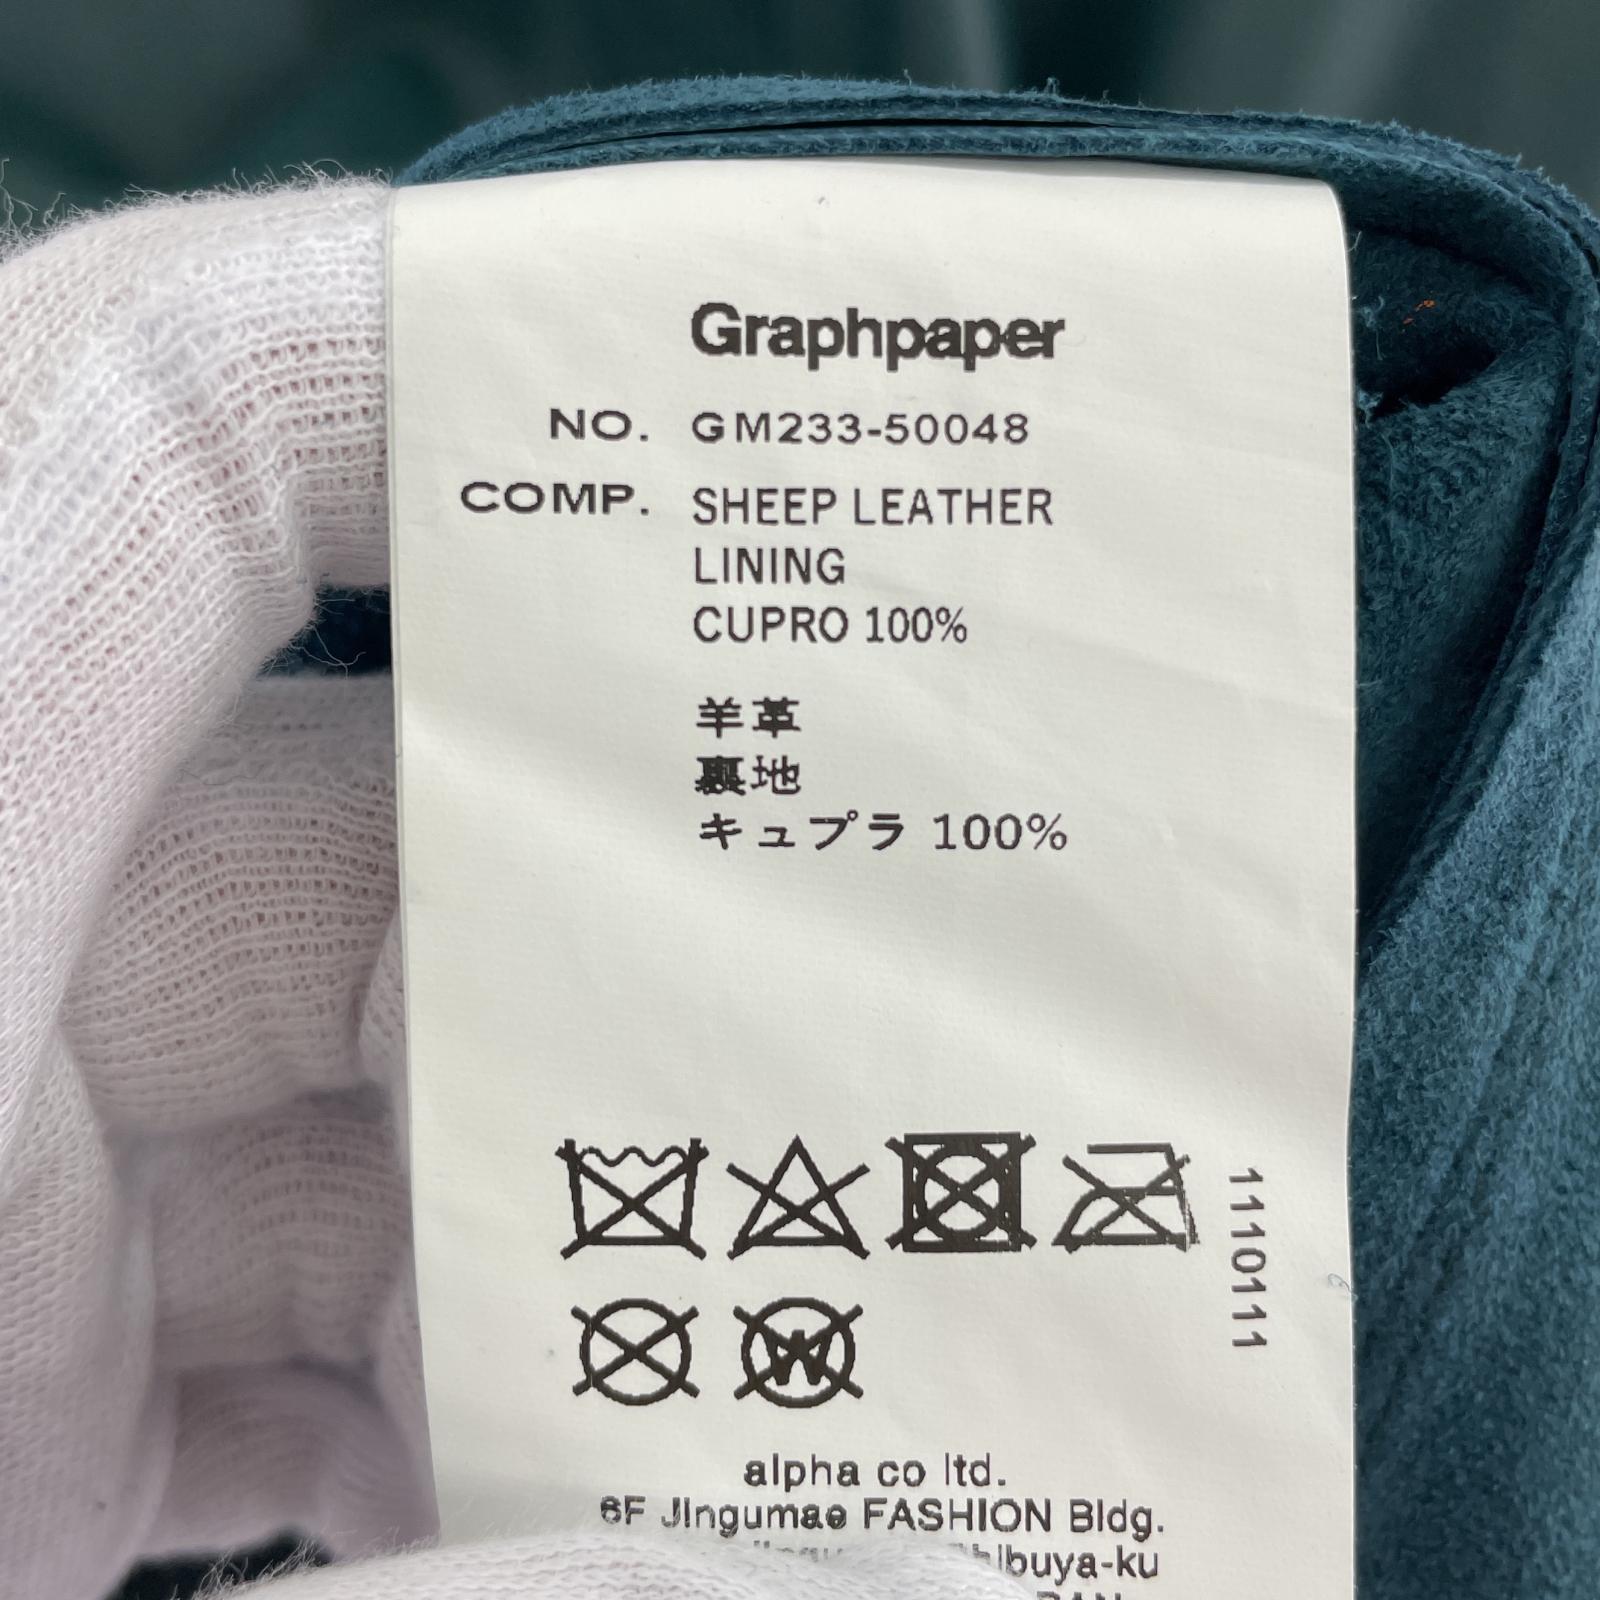 Graphpaper
NO. GM233-50048
COMP. SHEEP LEATHER
LINING
CUPRO 100%
羊革
裏地
キュプラ 100%
1110111
W
alpha co ltd.
6F Jingumae FASHION Bldg.
Shibuya-ku